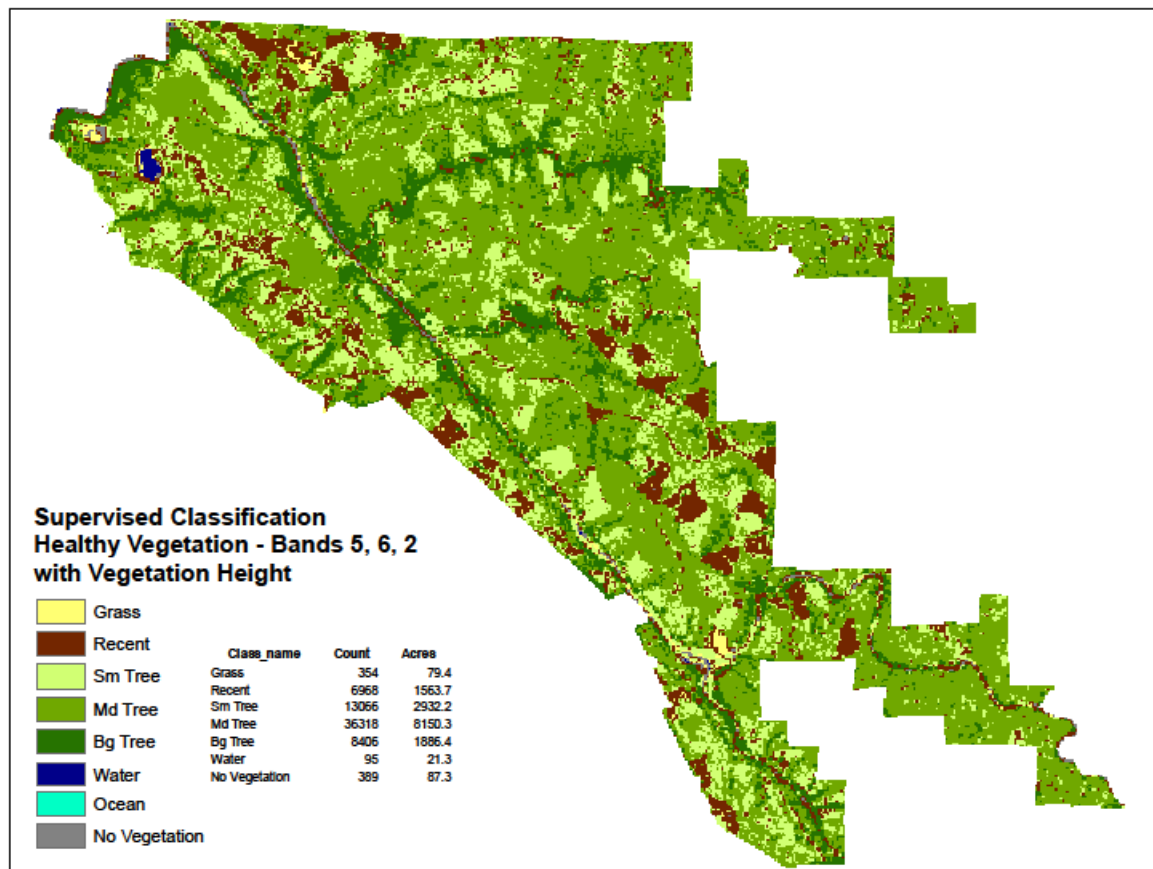 Supervised Classification
Healthy Vegetation - Bands 5, 6, 2
with Vegetation Height
Grass
Recent
Sm Tree
Md Tree
Bg Tree
Water
Ocean
No Vegetation
Class_name Count Acres
Grass 354 79.4
Recent 6968 1563.7
Sm Tree 13066 2932.2
Md Tree 36318 8150.3
Bg Tree 8406 1886.4
Water 95 21.3
No Vegetation 389 87.3